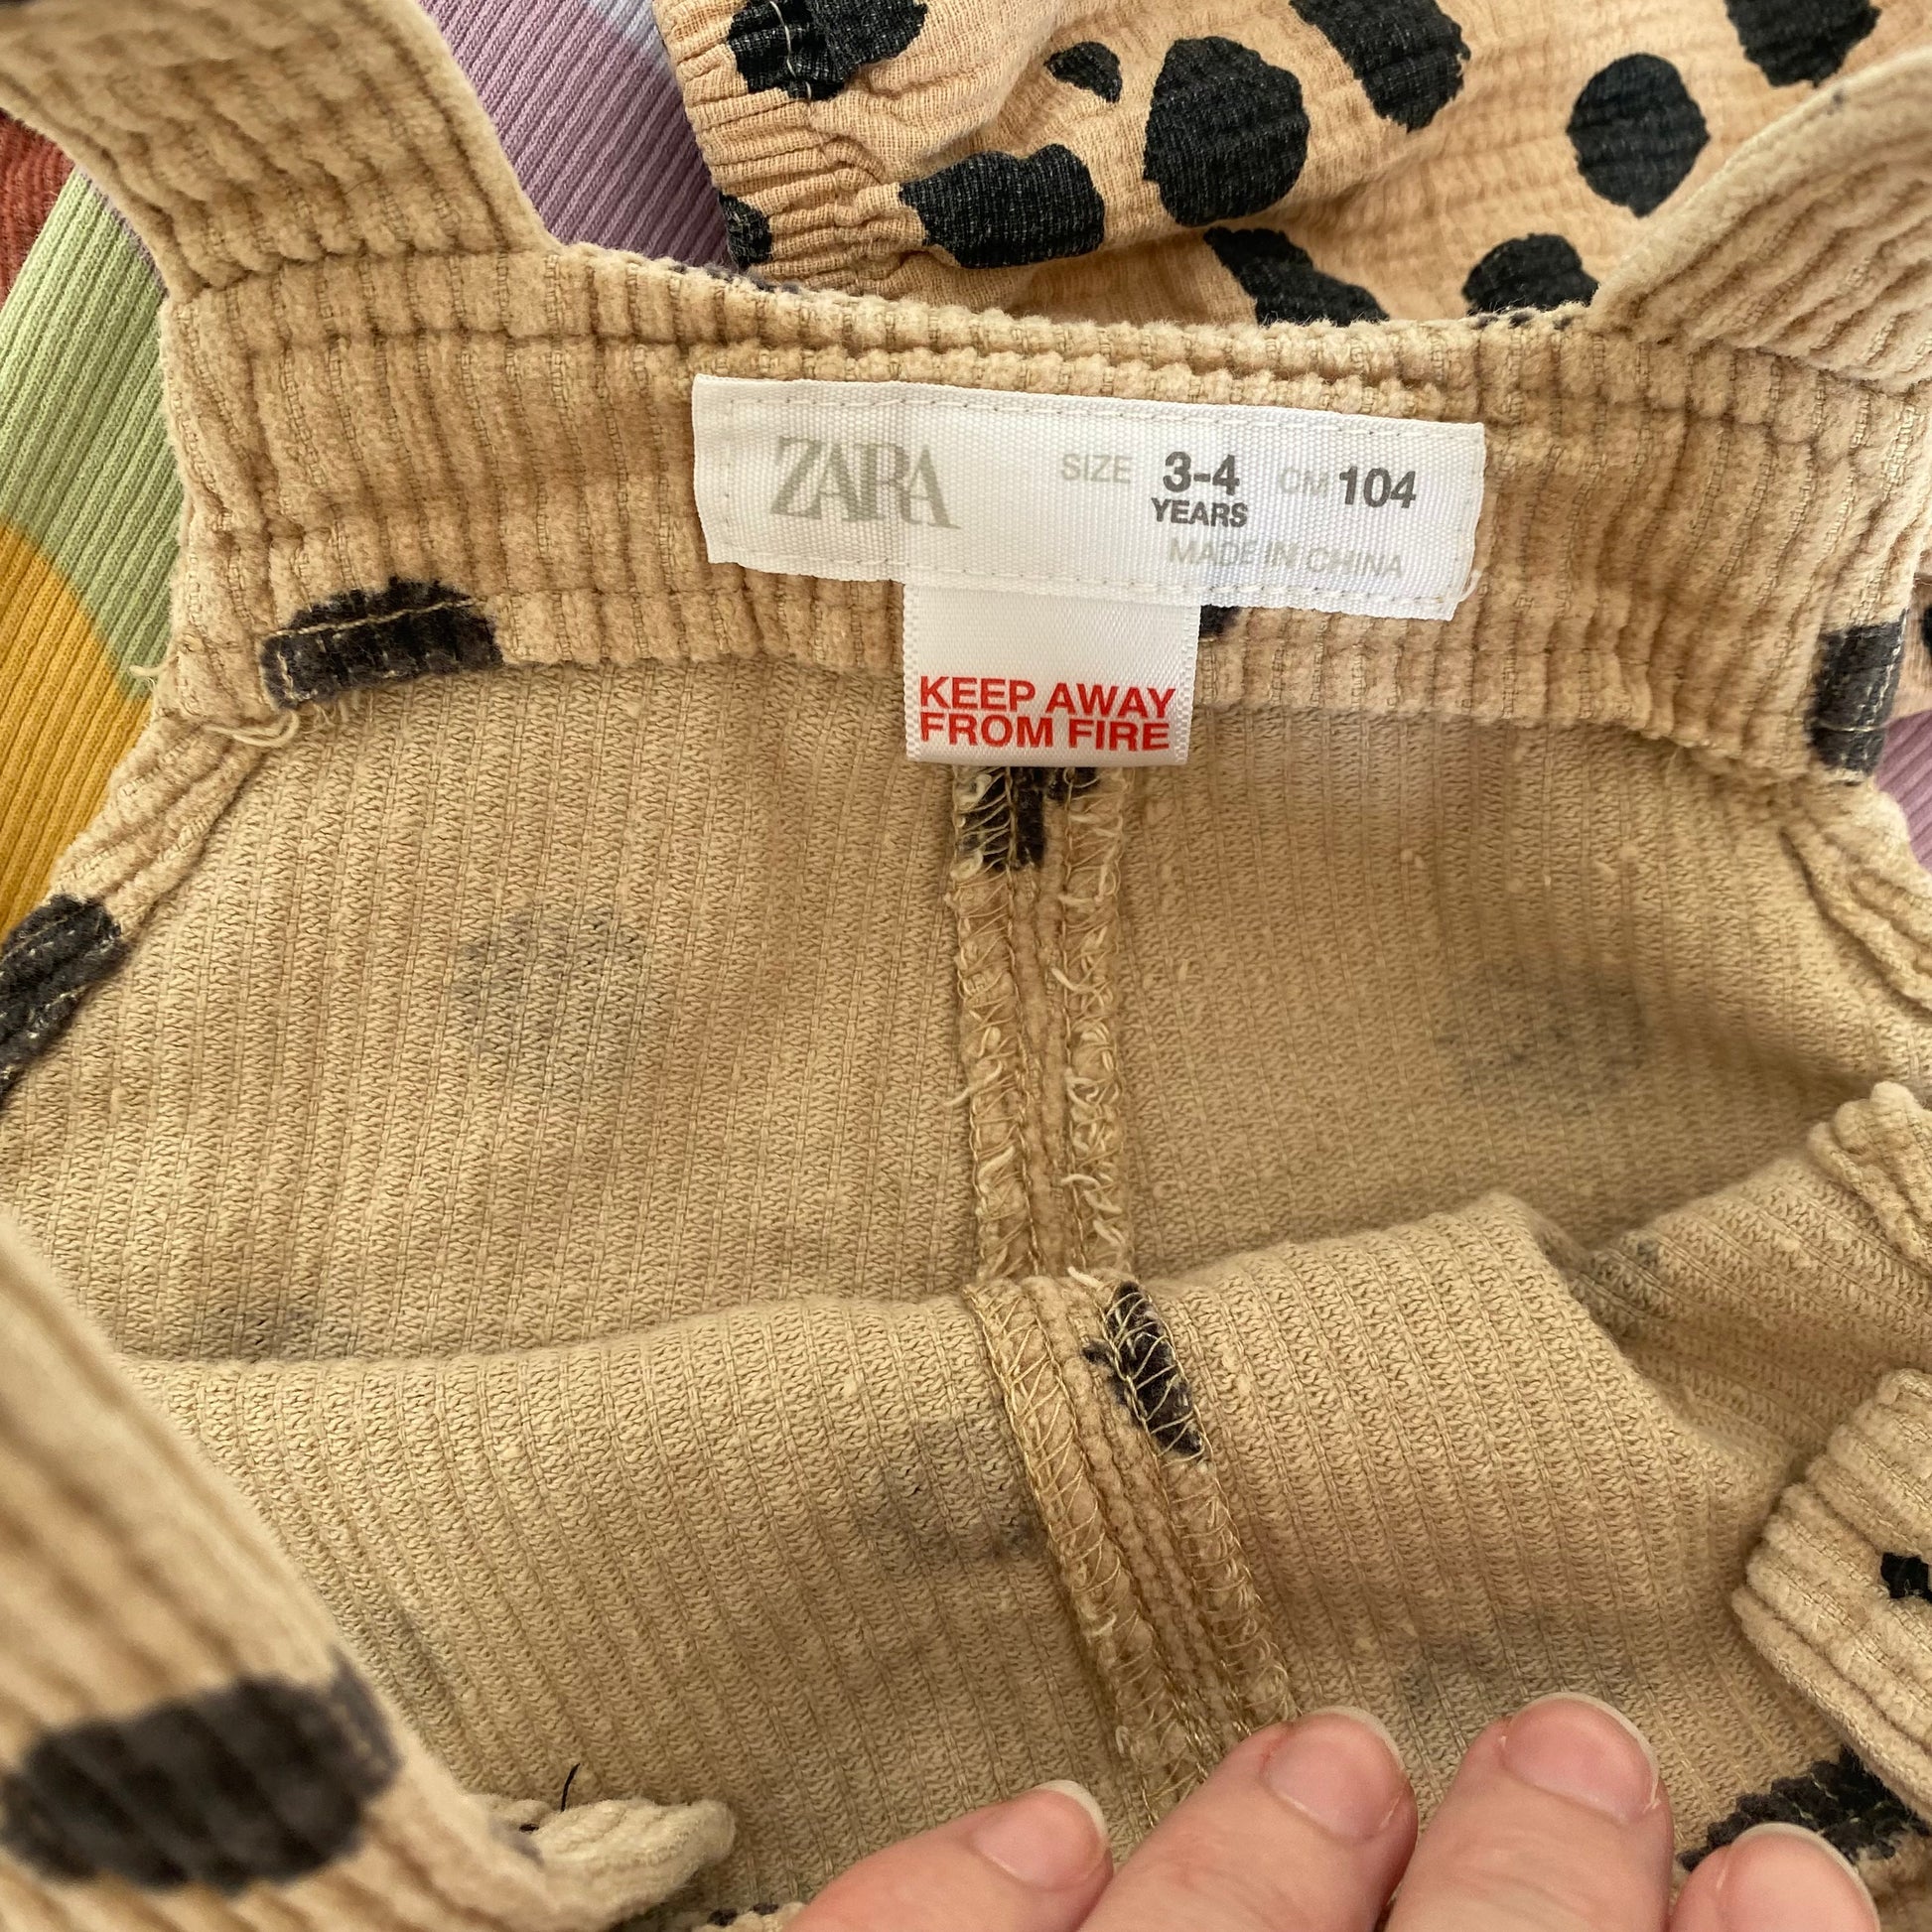 ZARA SIZE 3-4 CM 104
YEARS
MADE IN CHINA
KEEP AWAY
FROM FIRE